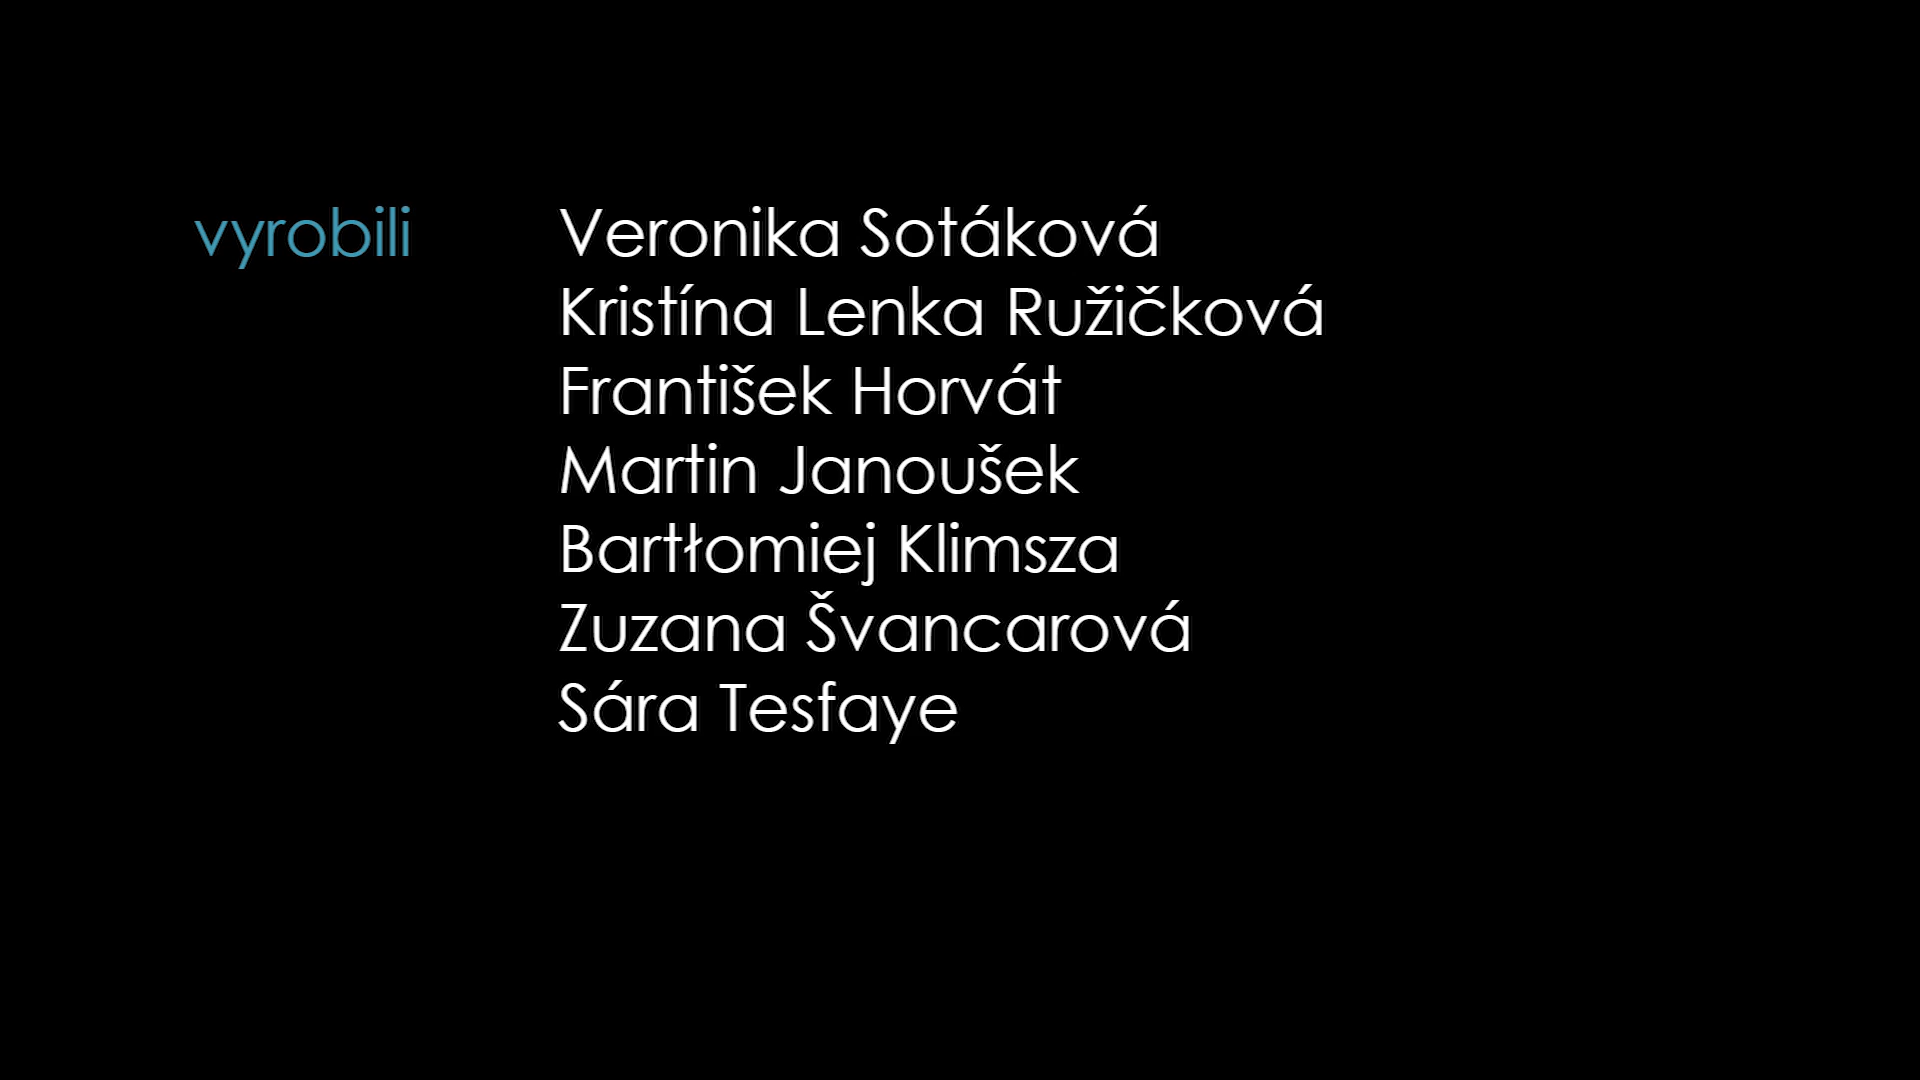 vyrobili Veronika Sotáková
Kristína Lenka Ružičková
František Horvát
Martin Janoušek
Bartłomiej Klimsza
Zuzana Švancarová
Sára Tesfaye